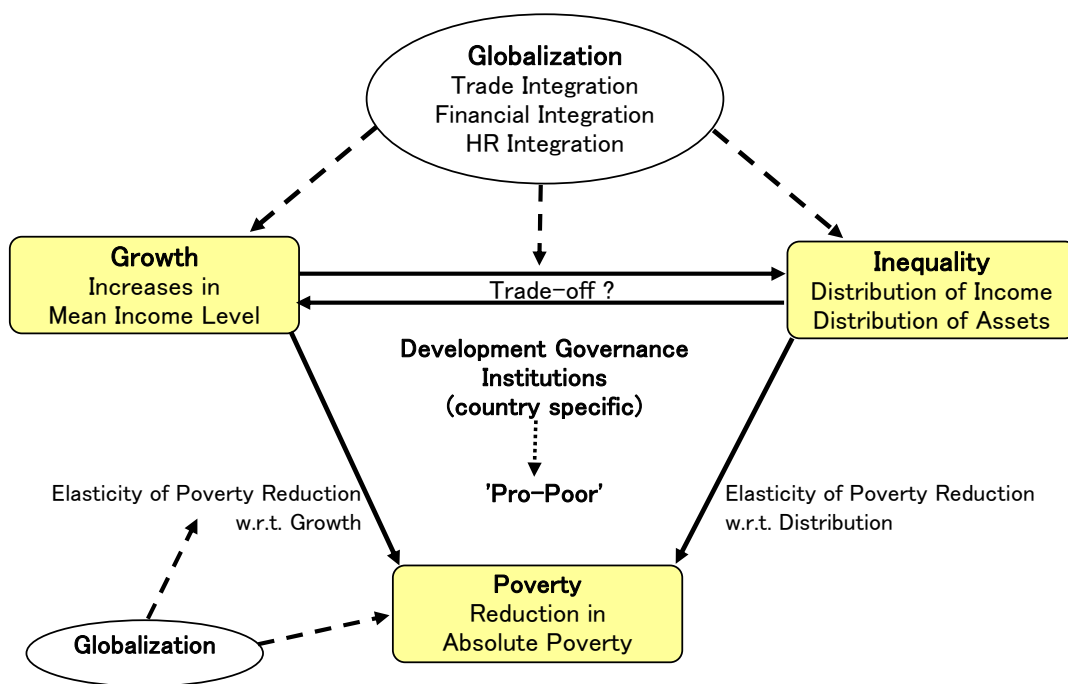 Globalization
Trade Integration
Financial Integration
HR Integration
Growth
Increases in
Mean Income Level
Trade-off ?
Inequality
Distribution of Income
Distribution of Assets
Development Governance
Institutions
(country specific)
'Pro-Poor'
Elasticity of Poverty Reduction
w.r.t. Growth
Elasticity of Poverty Reduction
w.r.t. Distribution
Poverty
Reduction in
Absolute Poverty
Globalization